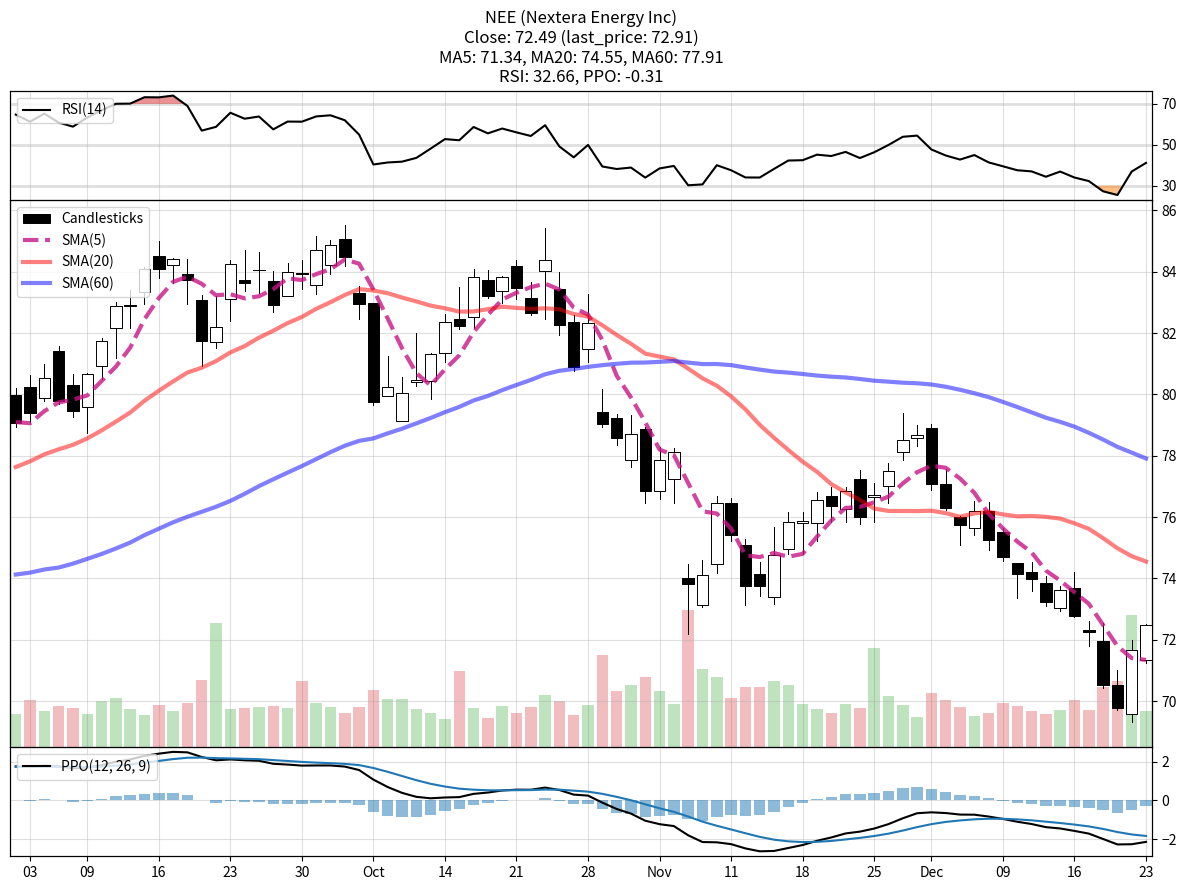 NEE (Nextera Energy Inc)
Close: 72.49 (last_price: 72.91)
MA5: 71.34, MA20: 74.55, MA60: 77.91
RSI: 32.66, PPO: -0.31
RSI(14)
70
50
30
Candlesticks
SMA(5)
SMA(20)
SMA(60)
86
84
82
80
78
76
74
72
70
PPO(12, 26, 9)
2
0
−2
03 09 16 23 30 Oct 14 21 28 Nov 11 18 25 Dec 09 16 23